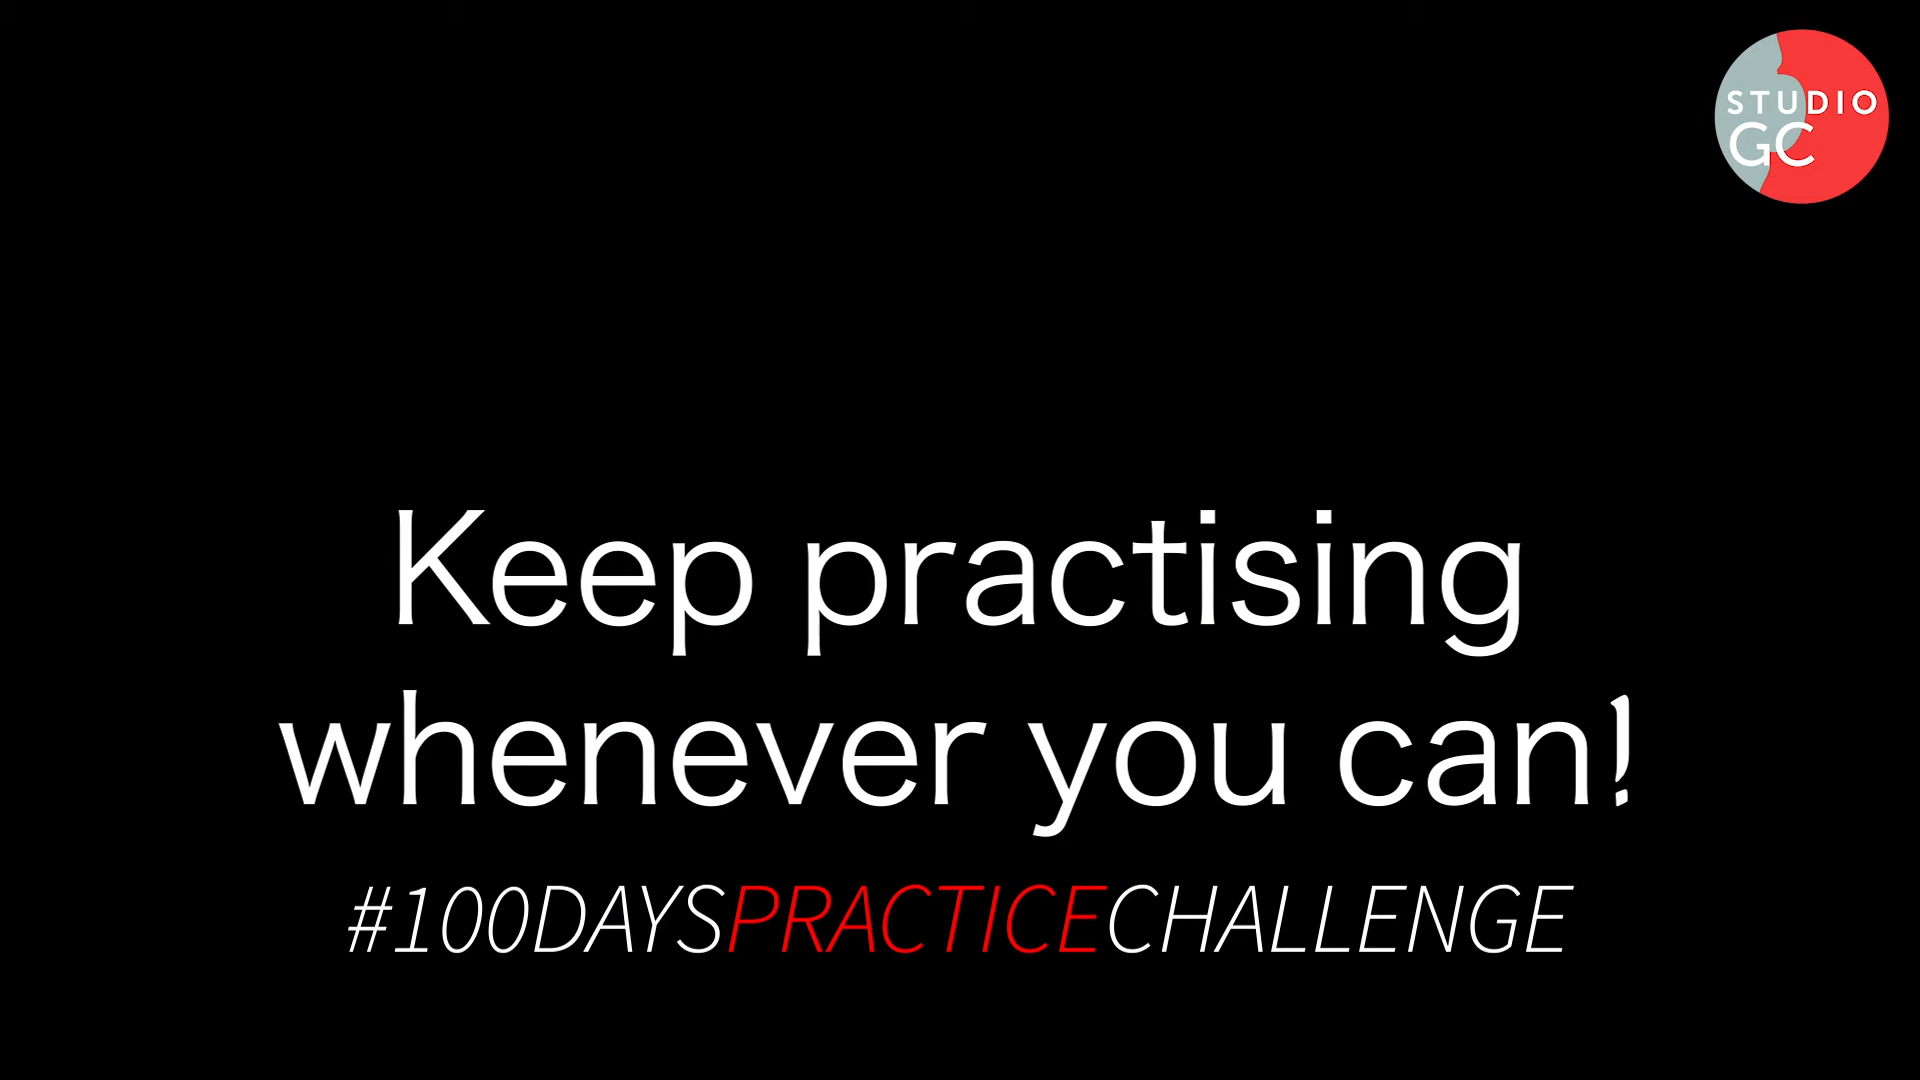 STUDIO
GC
Keep practising
whenever you can!
#100DAYSPRACTICECHALLENGE